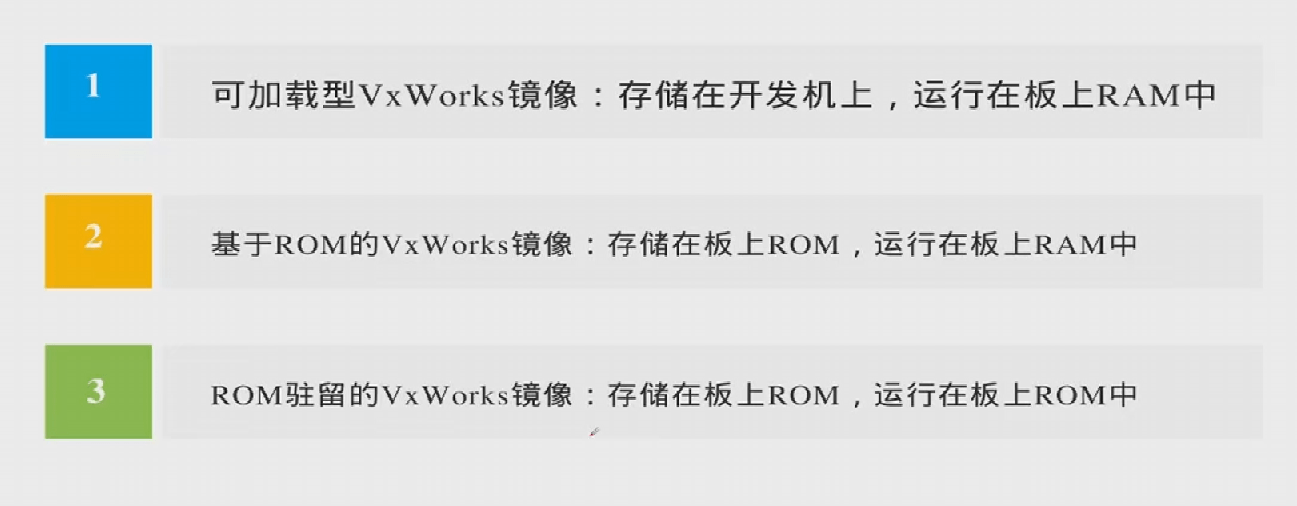 1
可加载型VxWorks镜像：存储在开发机上，运行在板上RAM中
2
基于ROM的VxWorks镜像：存储在板上ROM，运行在板上RAM中
3
ROM驻留的VxWorks镜像：存储在板上ROM，运行在板上ROM中